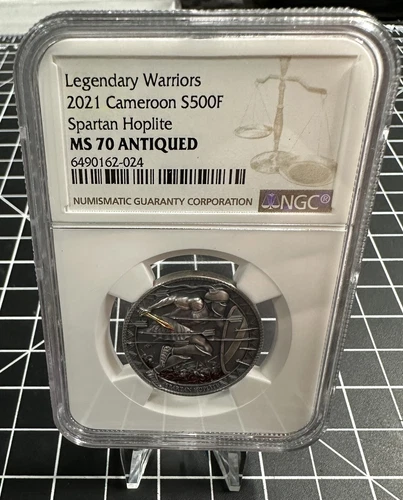 Legendary Warriors
2021 Cameroon S500F
Spartan Hoplite
MS 70 ANTIQUED
6490162-024
NUMISMATIC GUARANTY CORPORATION
NGC®